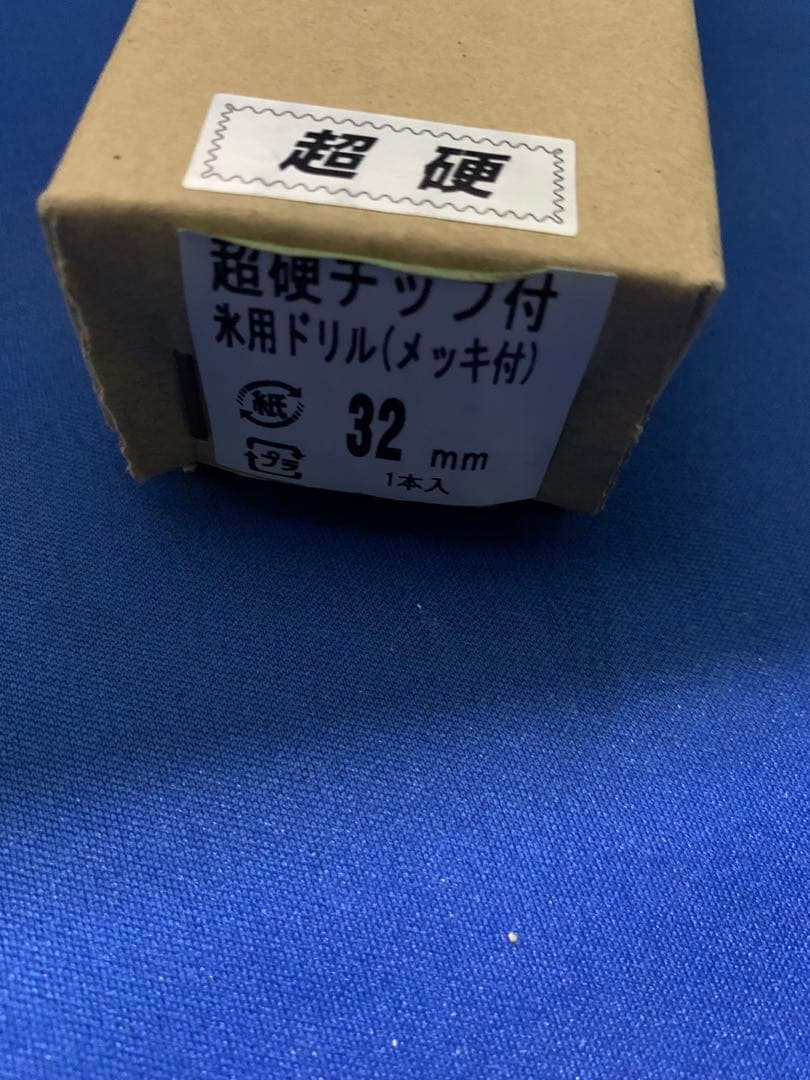 超硬
超硬チップ付
氷用ドリル(メッキ付)
紙
プラ
32 mm
1本入